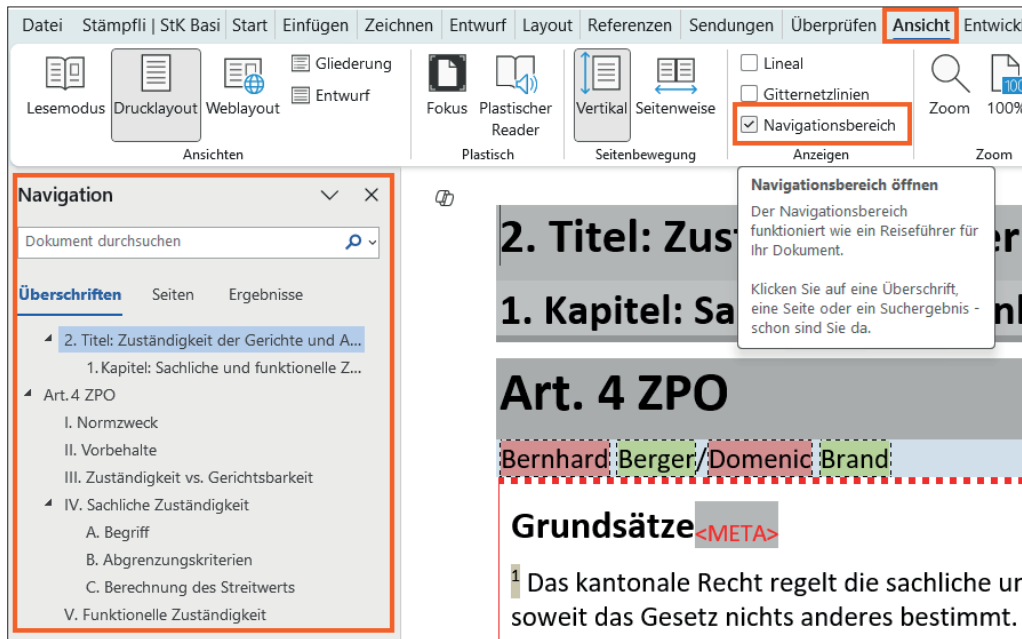 Datei Stämpfli | StK Basi Start Einfügen Zeichnen Entwurf Layout Referenzen Sendungen Überprüfen Ansicht Entwickl
Lesemodus Drucklayout Weblayout
Gliederung
Entwurf
Ansichten
Fokus Plastischer Reader
Plastisch
Vertikal Seitenweise
Seitenbewegung
Lineal
Gitternetzlinien
Navigationsbereich
Anzeigen
Zoom 100%
Zoom
Navigation
Dokument durchsuchen
Überschriften Seiten Ergebnisse
2. Titel: Zuständigkeit der Gerichte und A...
1. Kapitel: Sachliche und funktionelle Z...
Art. 4 ZPO
I. Normzweck
II. Vorbehalte
III. Zuständigkeit vs. Gerichtsbarkeit
IV. Sachliche Zuständigkeit
A. Begriff
B. Abgrenzungskriterien
C. Berechnung des Streitwerts
V. Funktionelle Zuständigkeit
Navigationsbereich öffnen
Der Navigationsbereich
funktioniert wie ein Reiseführer für
Ihr Dokument.
Klicken Sie auf eine Überschrift,
eine Seite oder ein Suchergebnis -
schon sind Sie da.
2. Titel: Zus
1. Kapitel: Sa
Art. 4 ZPO
Bernhard Berger/Domenic Brand
Grundsätze<META>
1 Das kantonale Recht regelt die sachliche un
soweit das Gesetz nichts anderes bestimmt.